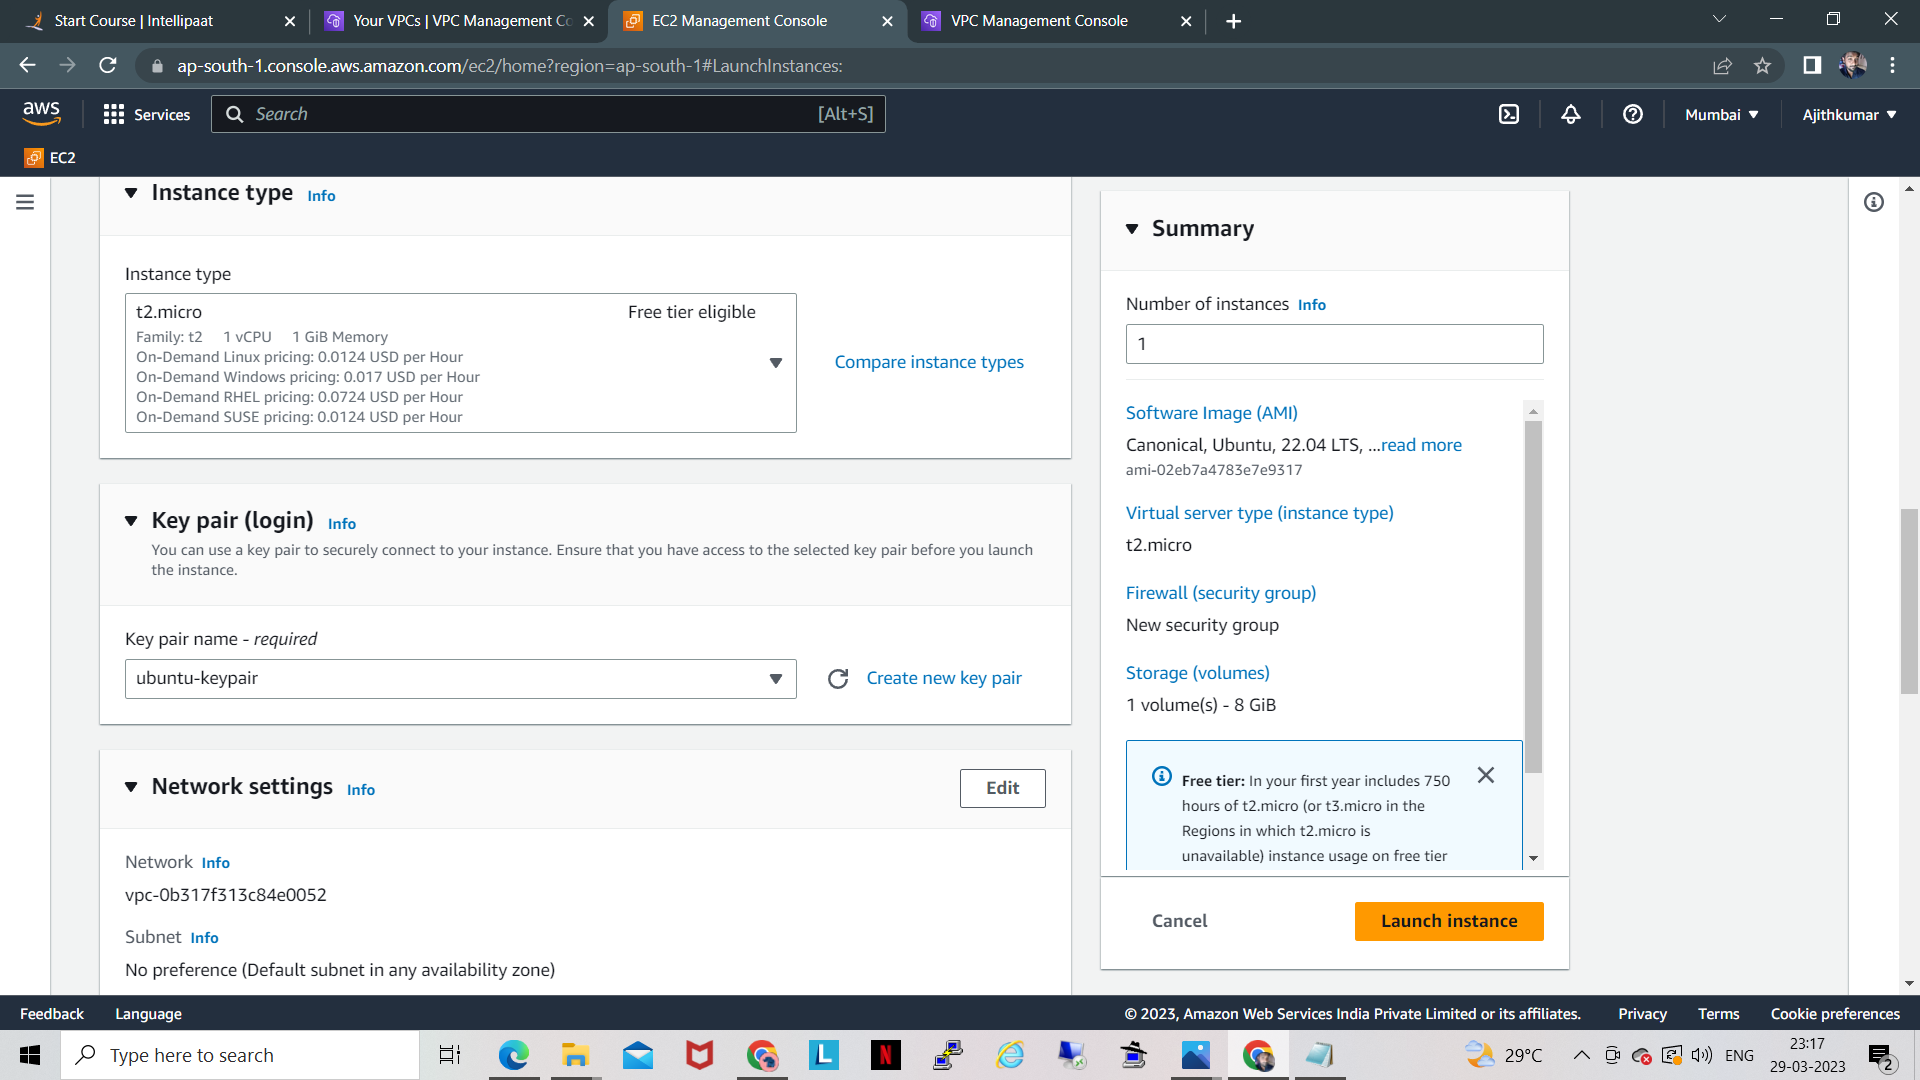 Start Course | Intellipaat
Your VPCs | VPC Management Co
EC2 Management Console
VPC Management Console
ap-south-1.console.aws.amazon.com/ec2/home?region=ap-south-1#LaunchInstances:
aws
Services
Search
[Alt+S]
Mumbai
Ajithkumar
EC2
Instance type Info
Instance type
t2.micro
Free tier eligible
Family: t2 1 vCPU 1 GiB Memory
On-Demand Linux pricing: 0.0124 USD per Hour
On-Demand Windows pricing: 0.017 USD per Hour
On-Demand RHEL pricing: 0.0724 USD per Hour
On-Demand SUSE pricing: 0.0124 USD per Hour
Compare instance types
Key pair (login) Info
You can use a key pair to securely connect to your instance. Ensure that you have access to the selected key pair before you launch
the instance.
Key pair name - required
ubuntu-keypair
Create new key pair
Network settings Info
Edit
Network Info
vpc-0b317f313c84e0052
Subnet Info
No preference (Default subnet in any availability zone)
Summary
Number of instances Info
1
Software Image (AMI)
Canonical, Ubuntu, 22.04 LTS, ...read more
ami-02eb7a4783e7e9317
Virtual server type (instance type)
t2.micro
Firewall (security group)
New security group
Storage (volumes)
1 volume(s) - 8 GiB
Free tier: In your first year includes 750
hours of t2.micro (or t3.micro in the
Regions in which t2.micro is
unavailable) instance usage on free tier
Cancel
Launch instance
Feedback
Language
© 2023, Amazon Web Services India Private Limited or its affiliates.
Privacy
Terms
Cookie preferences
Type here to search
L
N
29°C
ENG
23:17
29-03-2023
2